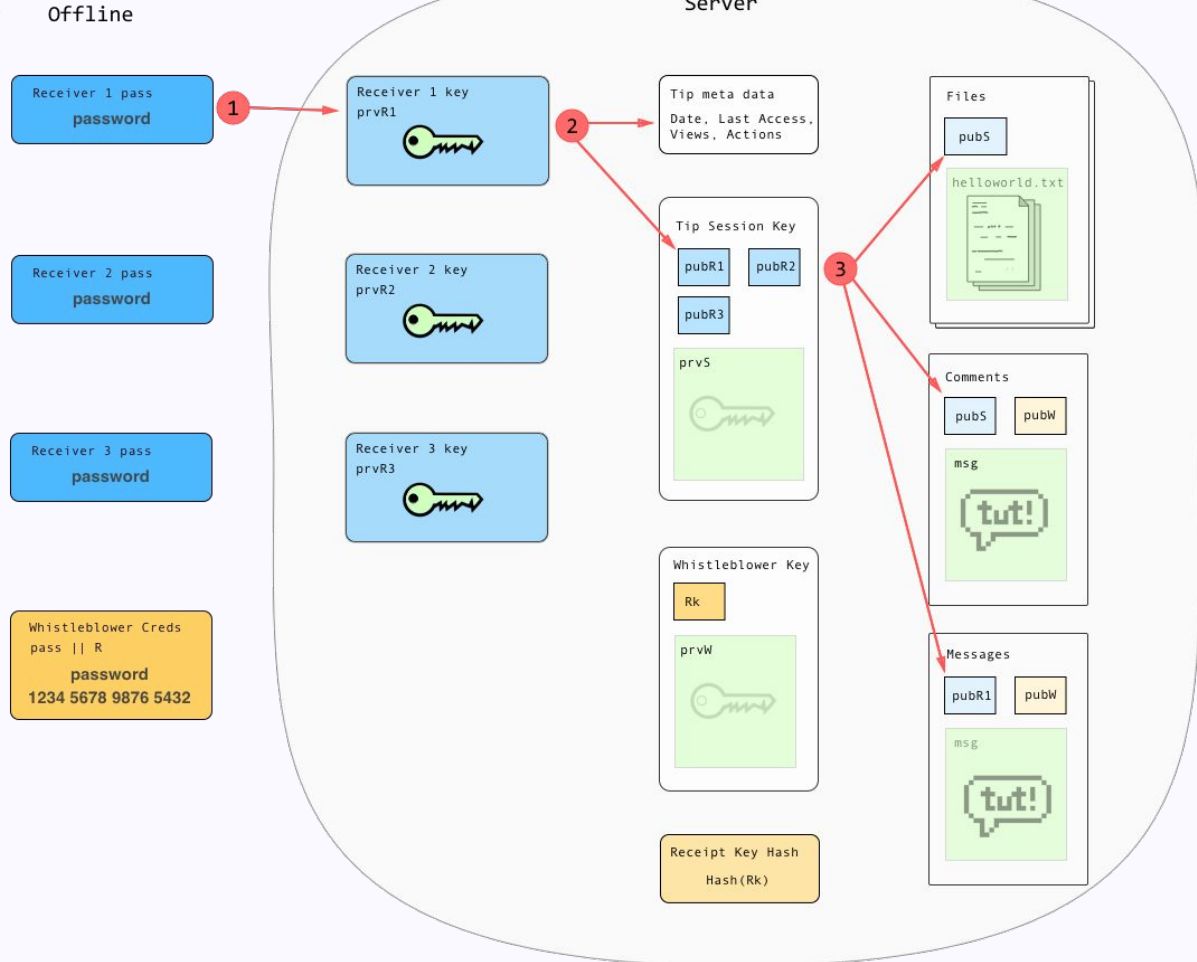 Offline
Server
Receiver 1 pass
password
1
Receiver 1 key
prvR1
2
Tip meta data
Date, Last Access,
Views, Actions
Files
pubS
helloworld.txt
Tip Session Key
pubR1
pubR2
pubR3
prvS
3
Receiver 2 pass
password
Receiver 2 key
prvR2
Comments
pubS
pubW
msg
tut!
Receiver 3 pass
password
Receiver 3 key
prvR3
Whistleblower Key
Rk
prvW
Whistleblower Creds
pass || R
password
1234 5678 9876 5432
Messages
pubR1
pubW
msg
tut!
Receipt Key Hash
Hash(Rk)